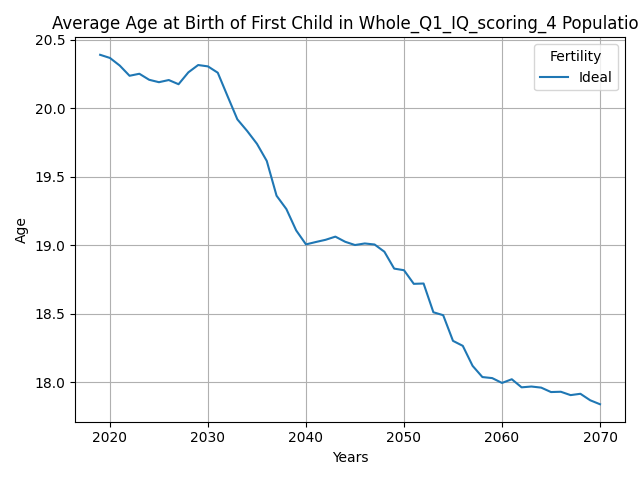 Average Age at Birth of First Child in Whole_Q1_IQ_scoring_4 Populatio
20.5
20.0
19.5
19.0
18.5
18.0
Age
Fertility
Ideal
2020 2030 2040 2050 2060 2070
Years